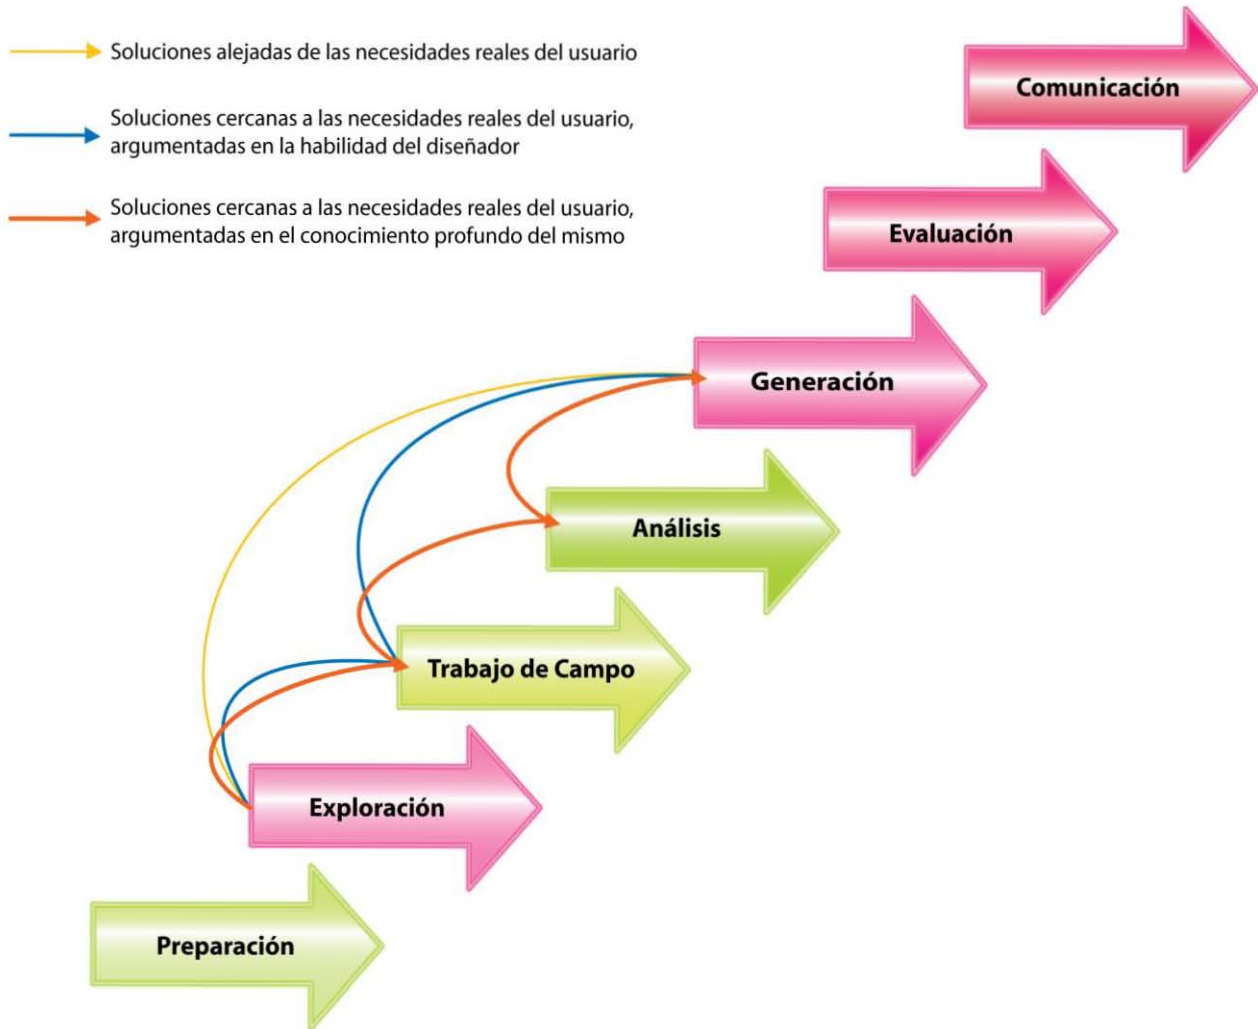 Soluciones alejadas de las necesidades reales del usuario
Soluciones cercanas a las necesidades reales del usuario,
argumentadas en la habilidad del diseñador
Soluciones cercanas a las necesidades reales del usuario,
argumentadas en el conocimiento profundo del mismo
Comunicación
Evaluación
Generación
Análisis
Trabajo de Campo
Exploración
Preparación